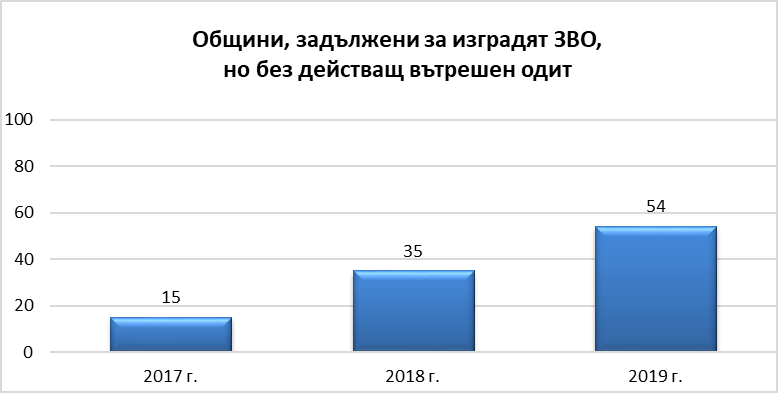 Общини, задължени за изградят ЗВО,
но без действащ вътрешен одит
100
80
60
40
20
0
15
35
54
2017 г.
2018 г.
2019 г.